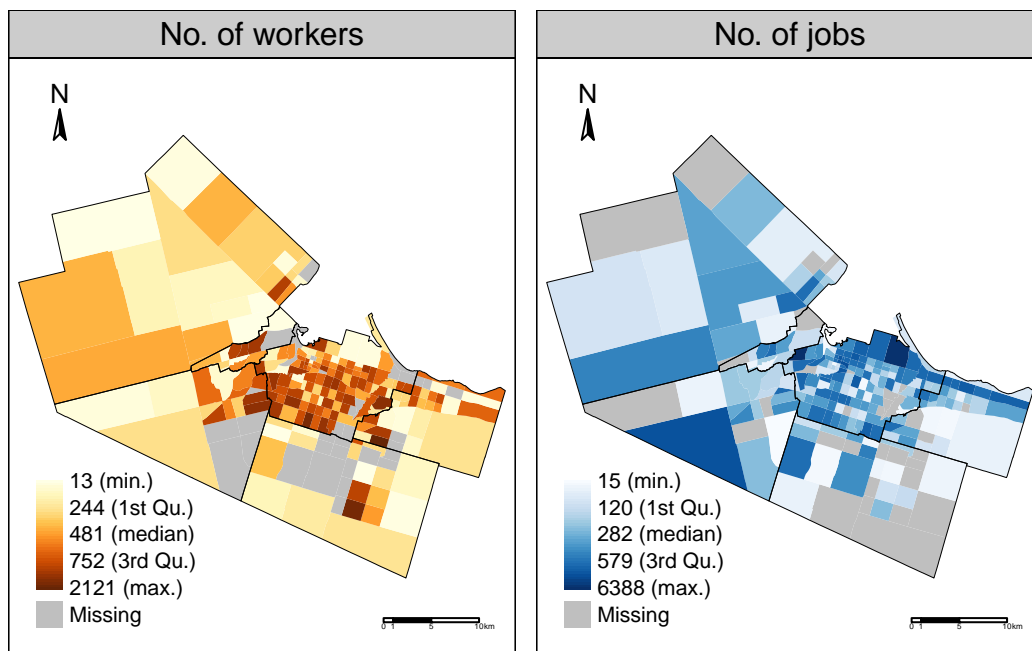 No. of workers
N
13 (min.)
244 (1st Qu.)
481 (median)
752 (3rd Qu.)
2121 (max.)
Missing
0 1 5 10km
No. of jobs
N
15 (min.)
120 (1st Qu.)
282 (median)
579 (3rd Qu.)
6388 (max.)
Missing
0 1 5 10km